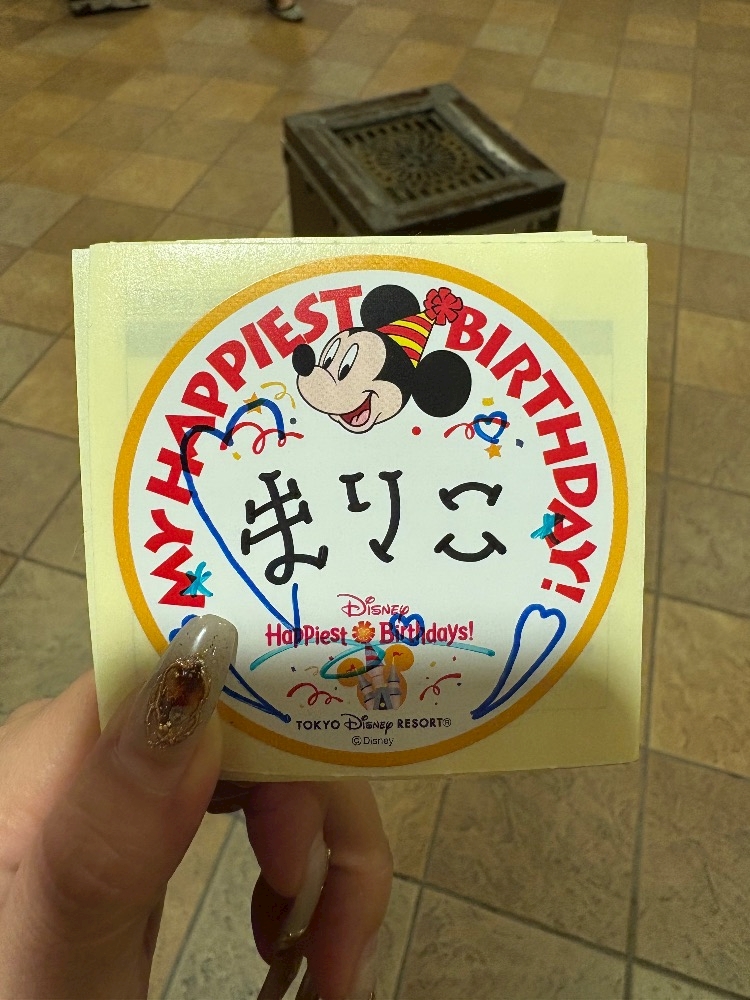 MY HAPPIEST BIRTHDAY!
まりこ
Disney
Happiest Birthdays!
TOKYO Disney RESORT®
©Disney